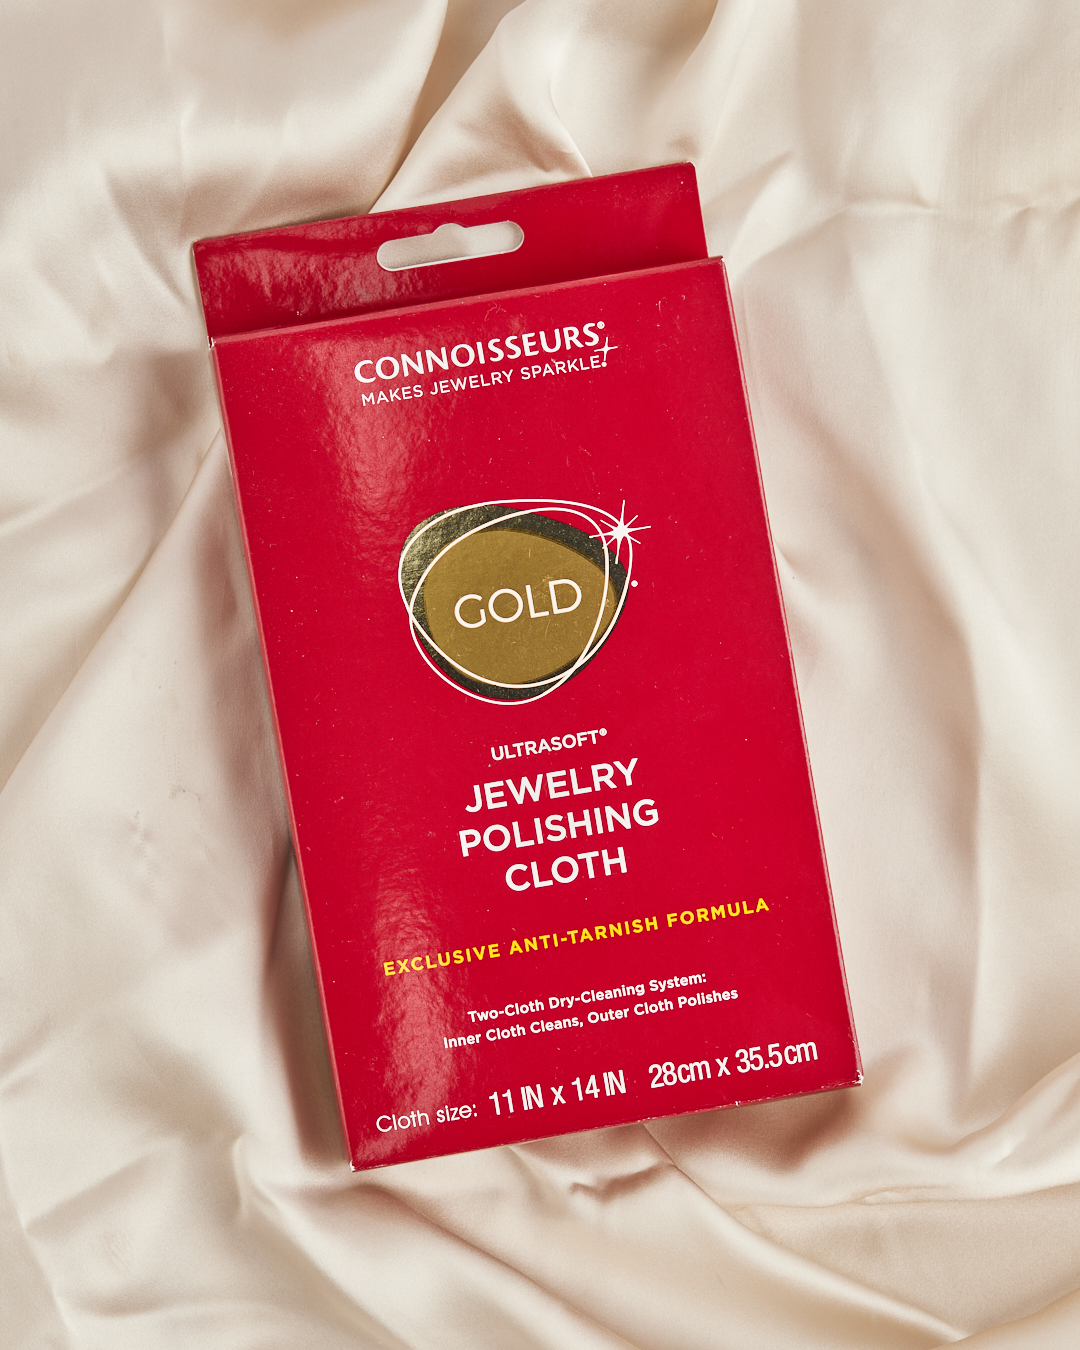 CONNOISSEURS®
MAKES JEWELRY SPARKLE!
GOLD
ULTRASOFT®
JEWELRY
POLISHING
CLOTH
EXCLUSIVE ANTI-TARNISH FORMULA
Two-Cloth Dry-Cleaning System:
Inner Cloth Cleans, Outer Cloth Polishes
Cloth size: 11 IN x 14 IN 28cm x 35.5cm